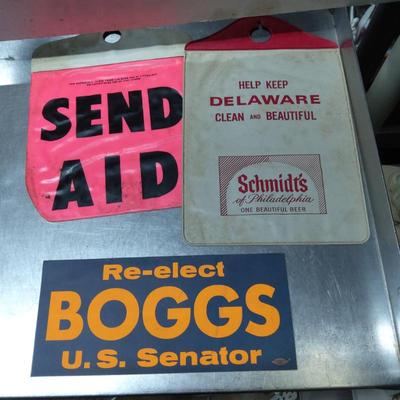 SEND
AID
HELP KEEP
DELAWARE
CLEAN AND BEAUTIFUL
Schmidt's
of Philadelphia
ONE BEAUTIFUL BEER
Re-elect
BOGGS
U.S. Senator